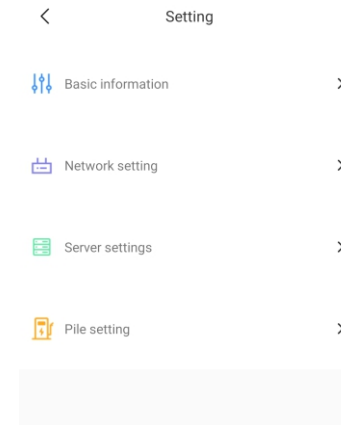 Setting
Basic information
Network setting
Server settings
Pile setting